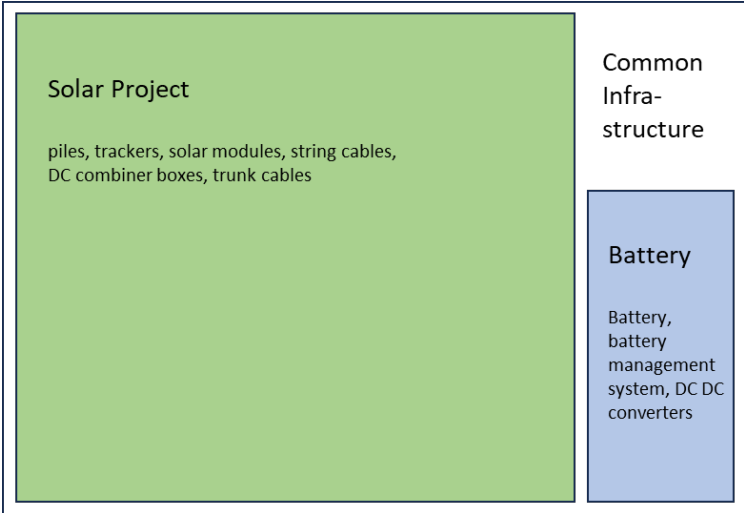 Solar Project
piles, trackers, solar modules, string cables,
DC combiner boxes, trunk cables
Common
Infra-
structure
Battery
Battery,
battery
management
system, DC DC
converters